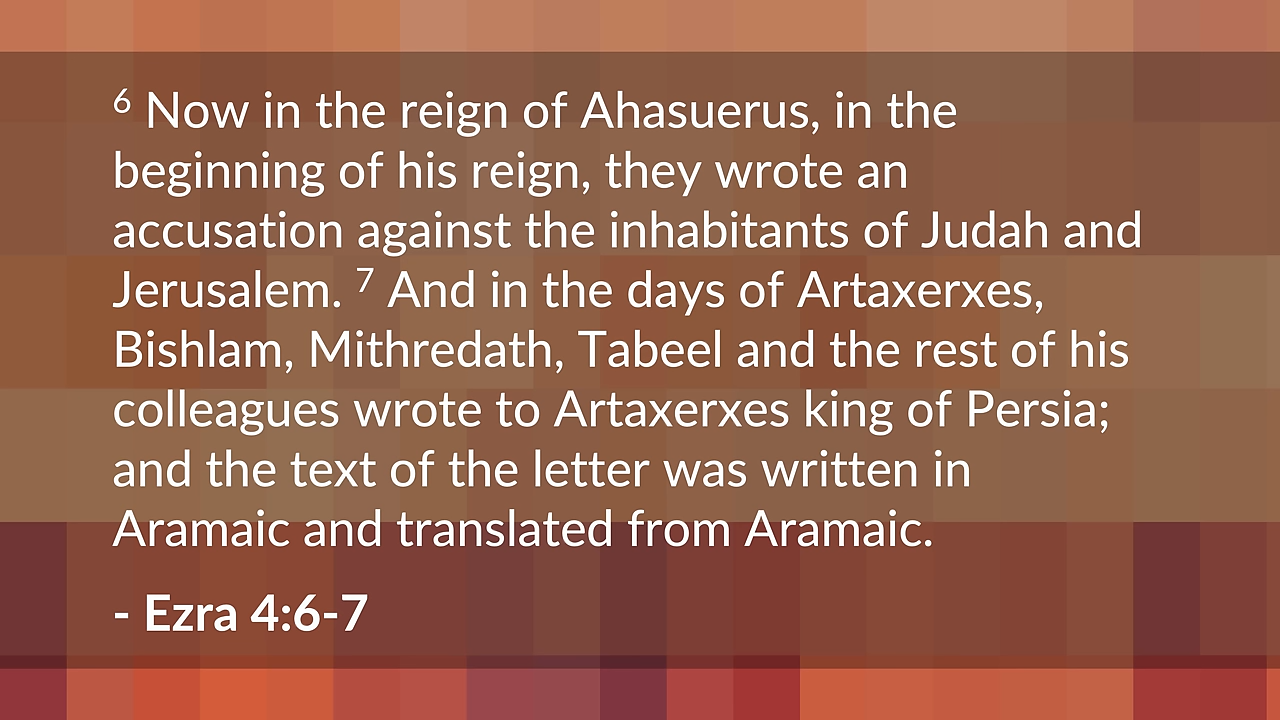 6 Now in the reign of Ahasuerus, in the
beginning of his reign, they wrote an
accusation against the inhabitants of Judah and
Jerusalem. 7 And in the days of Artaxerxes,
Bishlam, Mithredath, Tabeel and the rest of his
colleagues wrote to Artaxerxes king of Persia;
and the text of the letter was written in
Aramaic and translated from Aramaic.
- Ezra 4:6-7